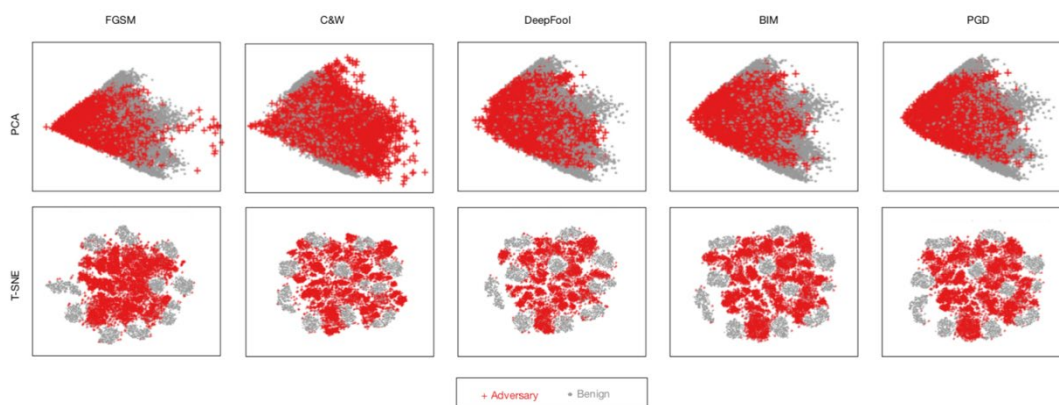 FGSM C&W DeepFool BIM PGD
PCA
T-SNE
+ Adversary • Benign